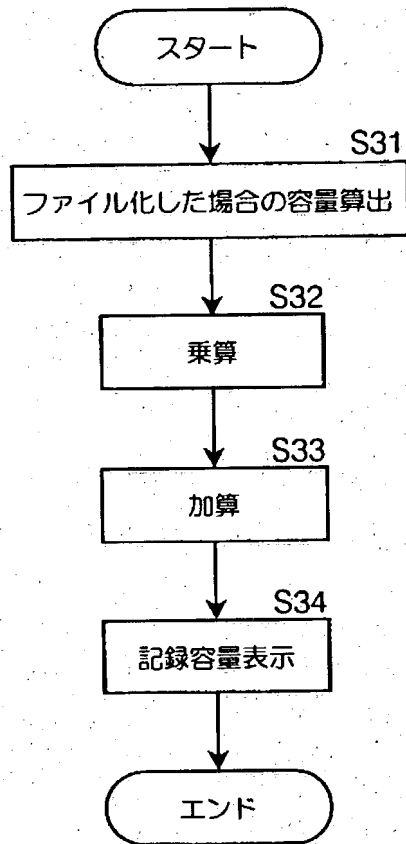 スタート
S31
ファイル化した場合の容量算出
S32
乗算
S33
加算
S34
記録容量表示
エンド